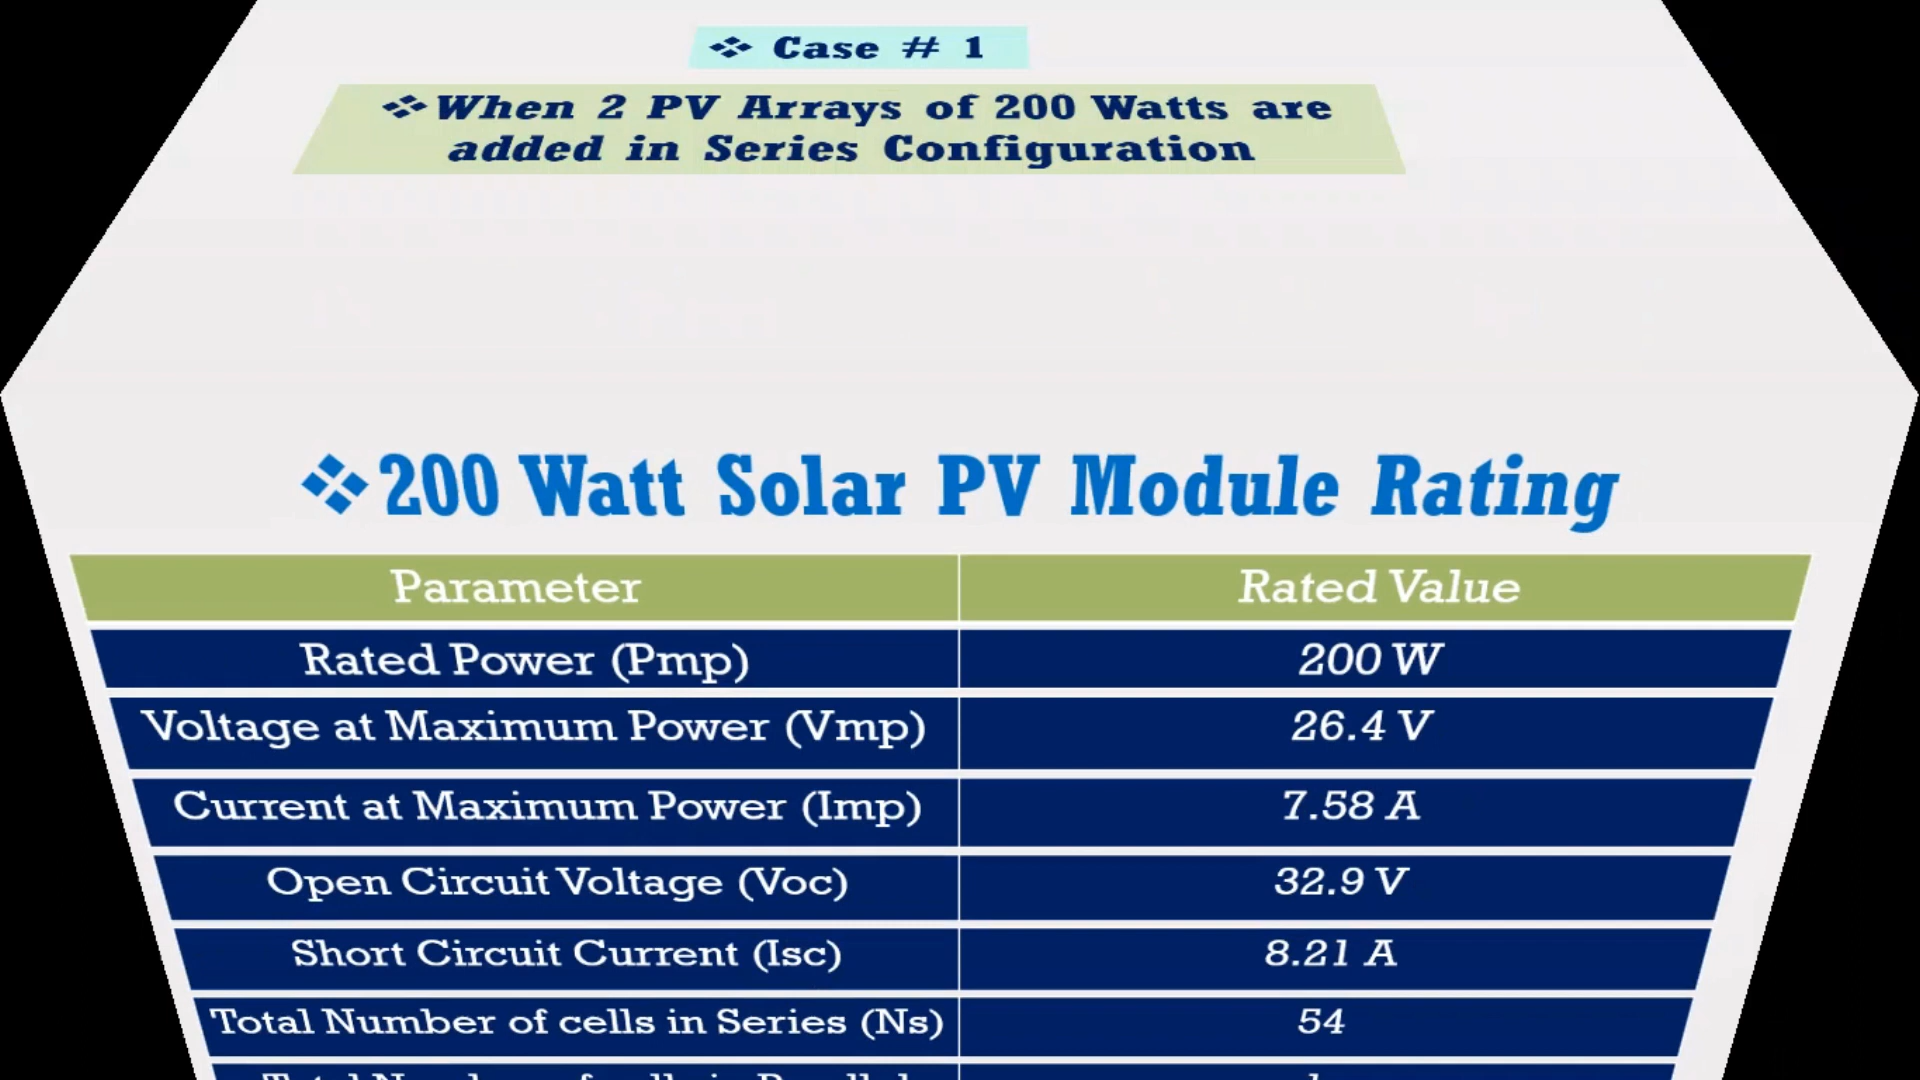 ❖ Case # 1
❖When 2 PV Arrays of 200 Watts are
added in Series Configuration
❖200 Watt Solar PV Module Rating
Parameter Rated Value
Rated Power (Pmp) 200 W
Voltage at Maximum Power (Vmp) 26.4 V
Current at Maximum Power (Imp) 7.58 A
Open Circuit Voltage (Voc) 32.9 V
Short Circuit Current (Isc) 8.21 A
Total Number of cells in Series (Ns) 54